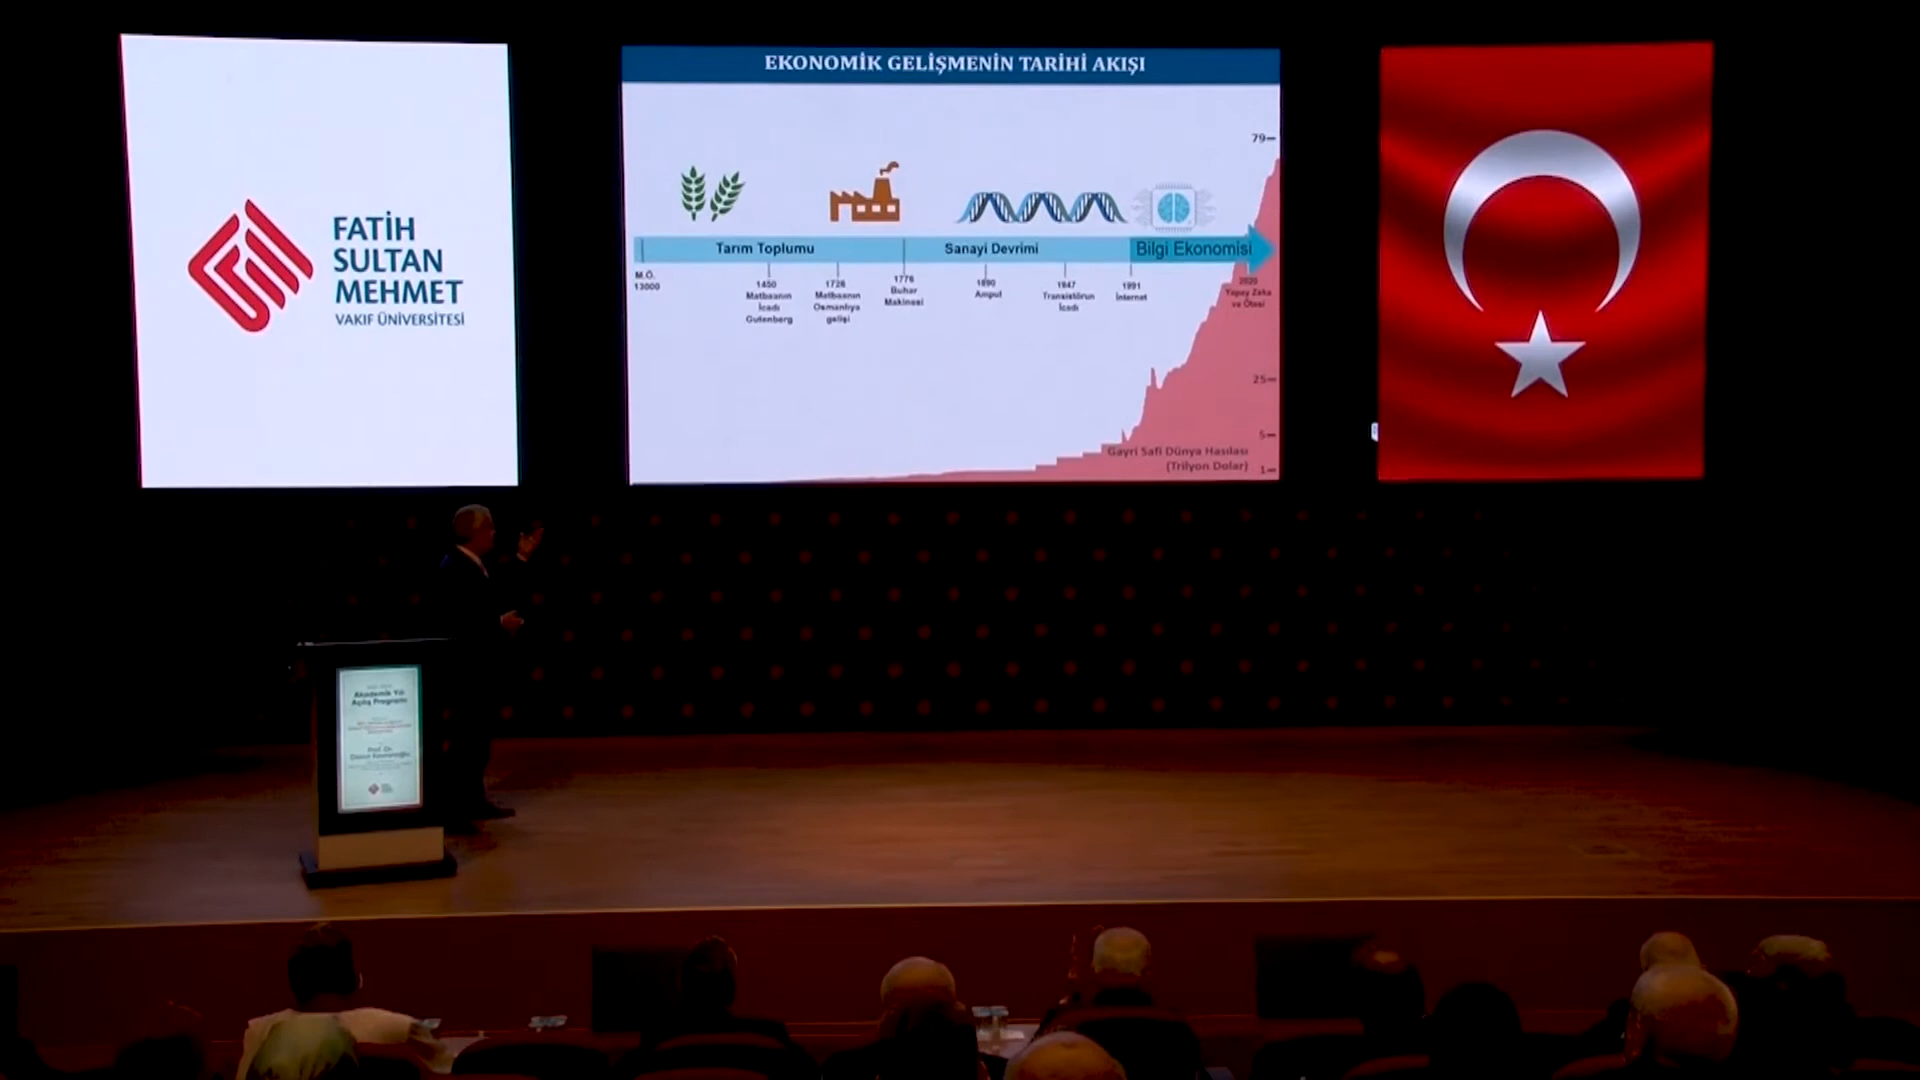 FATİH
SULTAN
MEHMET
VAKIF ÜNİVERSİTESİ
EKONOMİK GELİŞMENİN TARİHİ AKIŞI
79
Tarım Toplumu
Sanayi Devrimi
Bilgi Ekonomisi
M.Ö.
13000
1450
Matbaanın
İcadı
Gutenberg
1726
Matbaanın
Osmanlıya
gelişi
1776
Buhar
Makinesi
1890
Ampul
1947
Transistörün
İcadı
1991
İnternet
2020
Yapay Zeka
ve Ötesi
25
5
Gayri Safi Dünya Hasılası
(Trilyon Dolar)
1
Akademik Yılı
Açılış Programı
Prof. Dr.